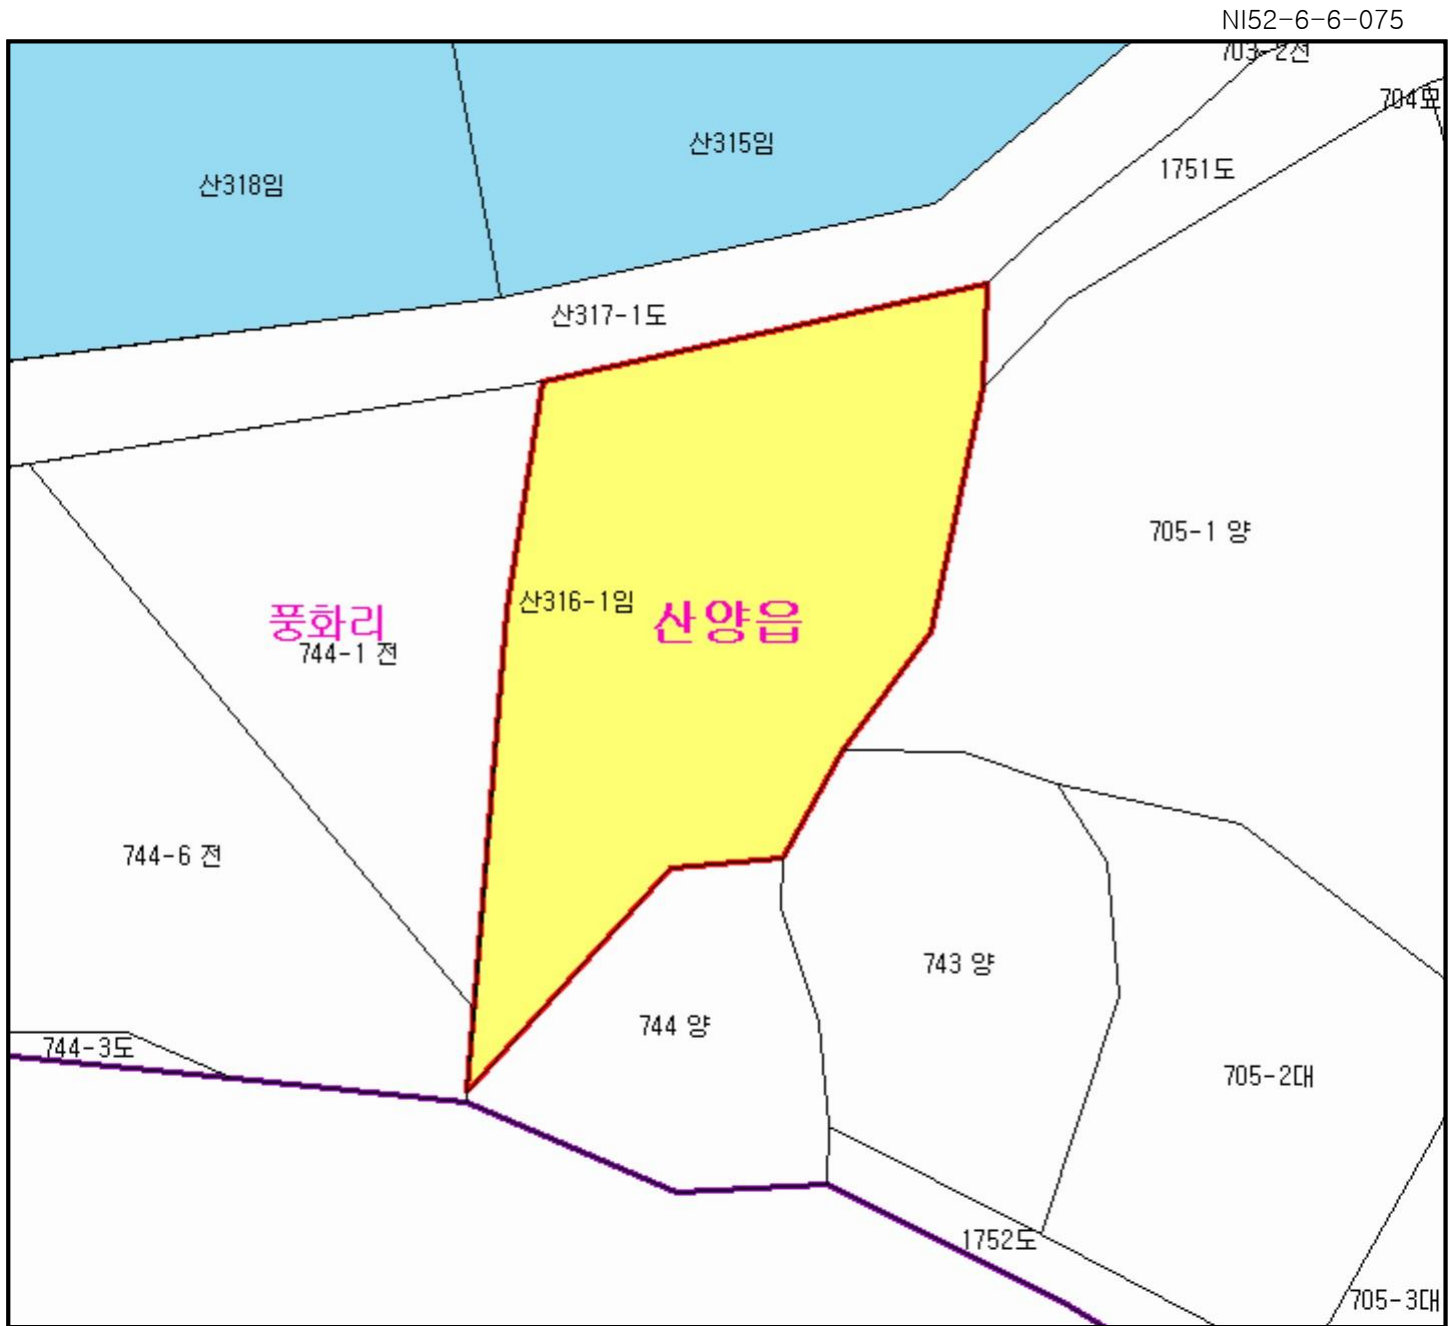 NI52-6-6-075
703-2전
704묘
산315임
1751도
산318임
산317-1도
705-1 양
산316-1임
산양읍
풍화리
744-1 전
744-6 전
743 양
744 양
744-3도
705-2대
1752도
705-3대